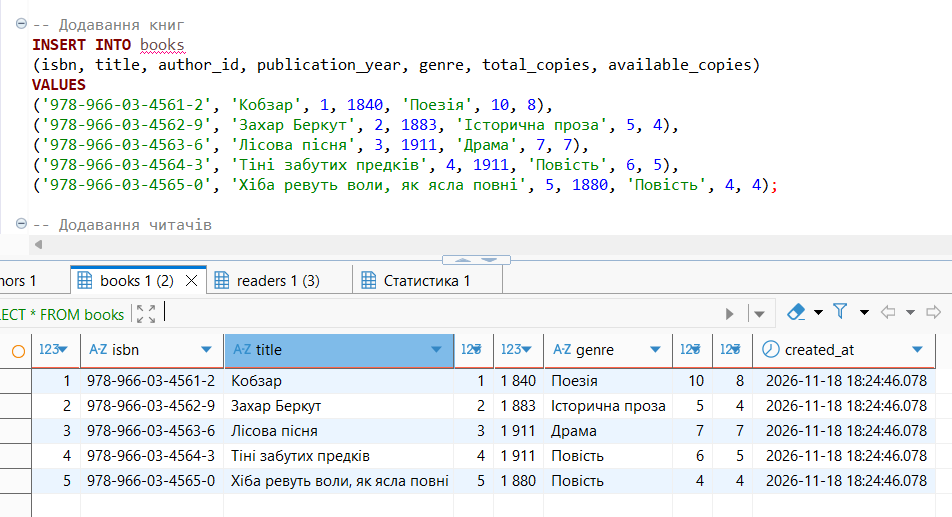 -- Додавання книг
INSERT INTO books
(isbn, title, author_id, publication_year, genre, total_copies, available_copies)
VALUES
('978-966-03-4561-2', 'Кобзар', 1, 1840, 'Поезія', 10, 8),
('978-966-03-4562-9', 'Захар Беркут', 2, 1883, 'Історична проза', 5, 4),
('978-966-03-4563-6', 'Лісова пісня', 3, 1911, 'Драма', 7, 7),
('978-966-03-4564-3', 'Тіні забутих предків', 4, 1911, 'Повість', 6, 5),
('978-966-03-4565-0', 'Хіба ревуть воли, як ясла повні', 5, 1880, 'Повість', 4, 4);
-- Додавання читачів
hors 1 books 1 (2) readers 1 (3) Статистика 1
LECT * FROM books
123 A-Z isbn A-Z title 123 123 A-Z genre 123 123 created_at
1 978-966-03-4561-2 Кобзар 1 1 840 Поезія 10 8 2026-11-18 18:24:46.078
2 978-966-03-4562-9 Захар Беркут 2 1 883 Історична проза 5 4 2026-11-18 18:24:46.078
3 978-966-03-4563-6 Лісова пісня 3 1 911 Драма 7 7 2026-11-18 18:24:46.078
4 978-966-03-4564-3 Тіні забутих предків 4 1 911 Повість 6 5 2026-11-18 18:24:46.078
5 978-966-03-4565-0 Хіба ревуть воли, як ясла повні 5 1 880 Повість 4 4 2026-11-18 18:24:46.078